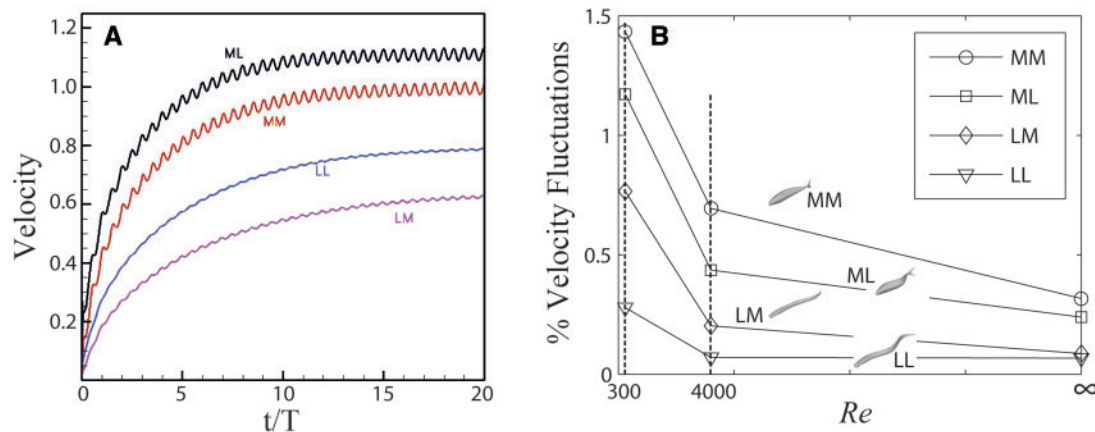 A
1.2
1.0
0.8
0.6
0.4
0.2
0
5
10
15
20
Velocity
t/T
ML
MM
LL
LM
B
1.5
1
0.5
0
300
4000
∞
% Velocity Fluctuations
Re
MM
ML
LM
LL
MM
ML
LM
LL